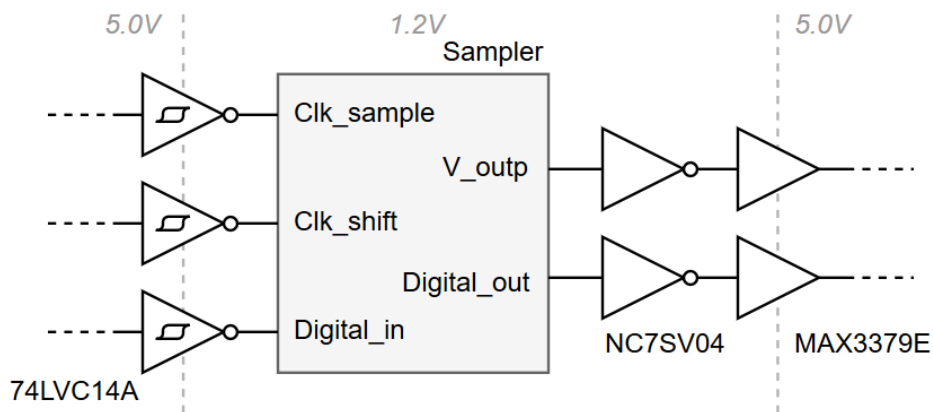 5.0V
1.2V
5.0V
Sampler
Clk_sample
V_outp
Clk_shift
Digital_out
Digital_in
NC7SV04
MAX3379E
74LVC14A